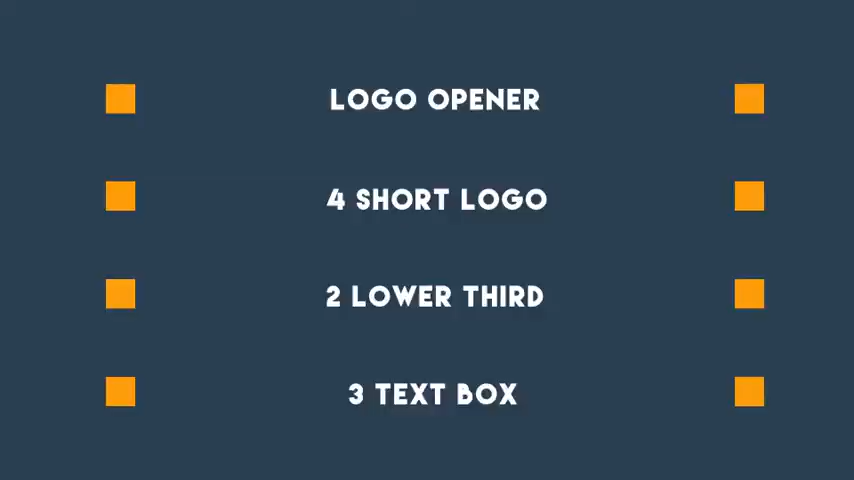 LOGO OPENER
4 SHORT LOGO
2 LOWER THIRD
3 TEXT BOX